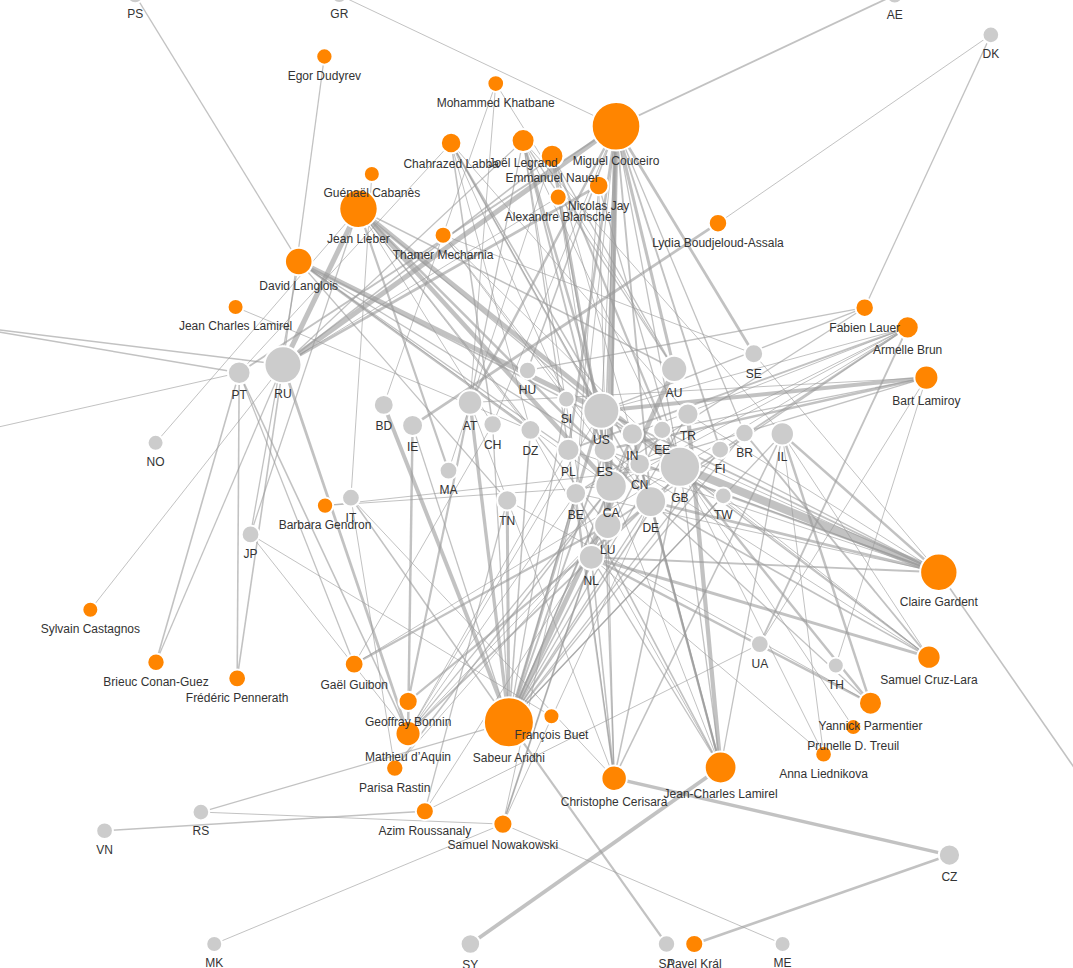 PS
GR
AE
DK
Egor Dudyrev
Mohammed Khatbane
Chahrazed Labba
Joël Legrand
Miguel Couceiro
Emmanuel Nauer
Guénaël Cabanes
Nicolas Jay
Alexandre Blansché
Jean Lieber
Thamer Mecharnia
Lydia Boudjeloud-Assala
David Langlois
Jean Charles Lamirel
Fabien Lauer
Armelle Brun
SE
HU
AU
PT
RU
Bart Lamiroy
SI
BD
AT
IE
CH
DZ
US
IN
EE
TR
BR
IL
NO
PL
ES
FI
MA
CN
GB
IT
TN
BE
CA
TW
Barbara Gendron
DE
JP
LU
NL
Claire Gardent
Sylvain Castagnos
UA
TH
Brieuc Conan-Guez
Gaël Guibon
Samuel Cruz-Lara
Frédéric Pennerath
Geoffray Bonnin
François Buet
Yannick Parmentier
Mathieu d'Aquin
Sabeur Aridhi
Prunelle D. Treuil
Parisa Rastin
Christophe Cerisara
Jean-Charles Lamirel
Anna Liednikova
RS
VN
Azim Roussanaly
Samuel Nowakowski
CZ
MK
SY
Pavel Král
ME